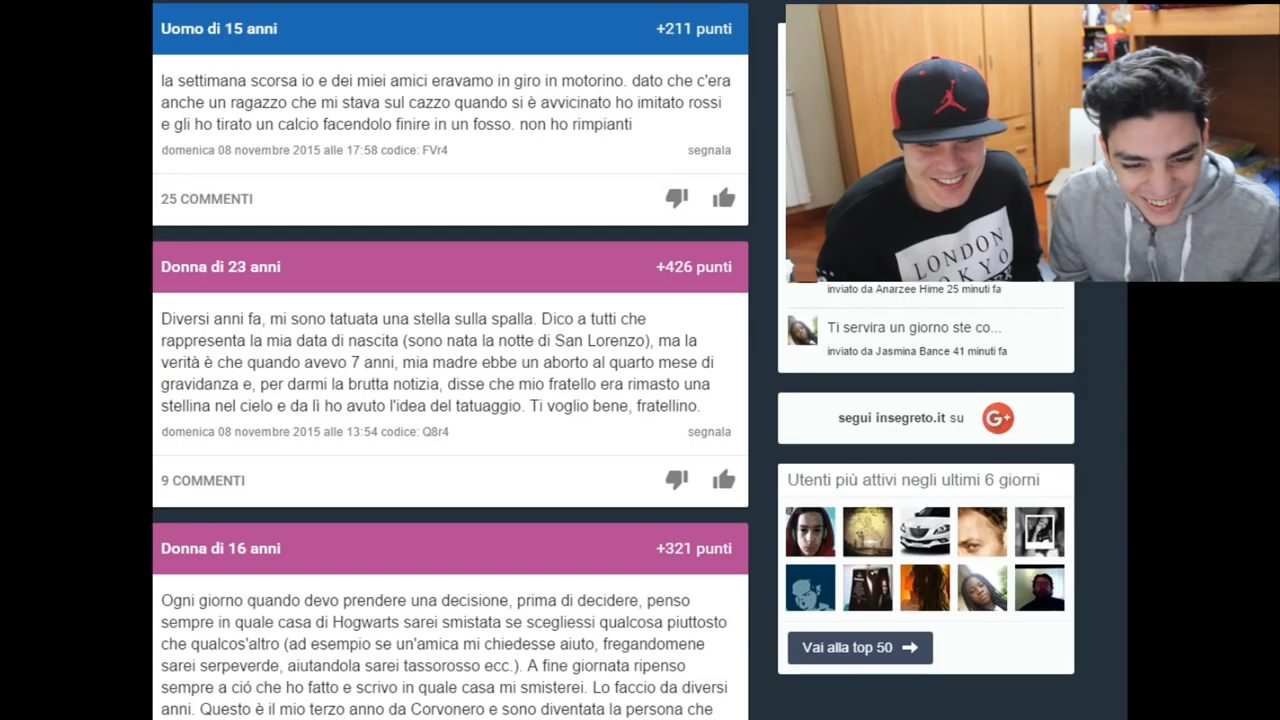 Uomo di 15 anni
+211 punti
la settimana scorsa io e dei miei amici eravamo in giro in motorino. dato che c'era
anche un ragazzo che mi stava sul cazzo quando si è avvicinato ho imitato rossi
e gli ho tirato un calcio facendolo finire in un fosso. non ho rimpianti
domenica 08 novembre 2015 alle 17:58 codice: FVr4
segnala
25 COMMENTI
Donna di 23 anni
+426 punti
Diversi anni fa, mi sono tatuata una stella sulla spalla. Dico a tutti che
rappresenta la mia data di nascita (sono nata la notte di San Lorenzo), ma la
verità è che quando avevo 7 anni, mia madre ebbe un aborto al quarto mese di
gravidanza e, per darmi la brutta notizia, disse che mio fratello era rimasto una
stellina nel cielo e da lì ho avuto l'idea del tatuaggio. Ti voglio bene, fratellino.
domenica 08 novembre 2015 alle 13:54 codice: Q8r4
segnala
9 COMMENTI
Donna di 16 anni
+321 punti
Ogni giorno quando devo prendere una decisione, prima di decidere, penso
sempre in quale casa di Hogwarts sarei smistata se scegliessi qualcosa piuttosto
che qualcos'altro (ad esempio se un'amica mi chiedesse aiuto, fregandomene
sarei serpeverde, aiutandola sarei tassorosso ecc.). A fine giornata ripenso
sempre a ció che ho fatto e scrivo in quale casa mi smisterei. Lo faccio da diversi
anni. Questo è il mio terzo anno da Corvonero e sono diventata la persona che
LONDON
TOKYO
inviato da Anarzee Hime 25 minuti fa
Ti servira un giorno ste co...
inviato da Jasmina Bance 41 minuti fa
segui insegreto.it su
G+
Utenti più attivi negli ultimi 6 giorni
Vai alla top 50